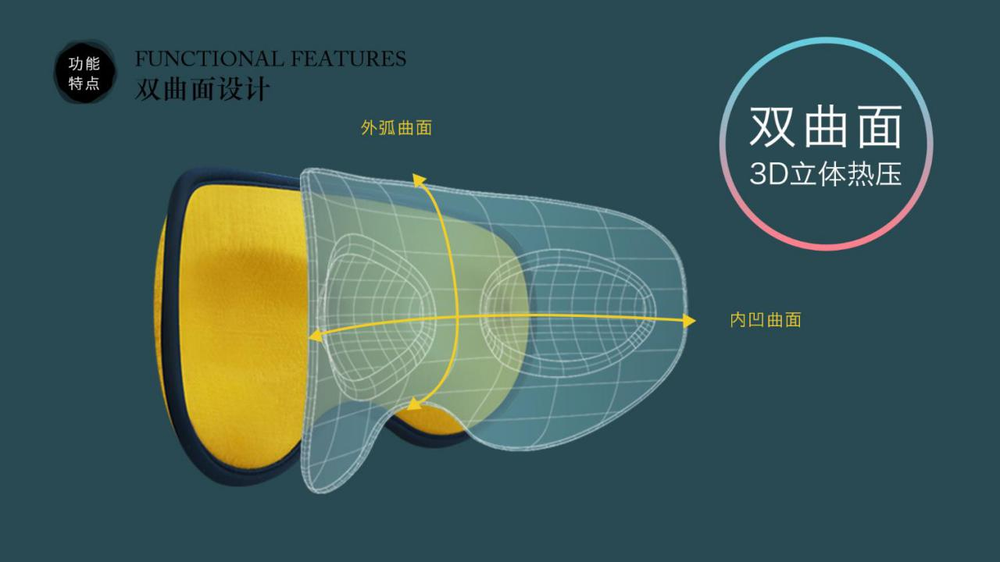 功能
特点
FUNCTIONAL FEATURES
双曲面设计
外弧曲面
双曲面
3D立体热压
内凹曲面